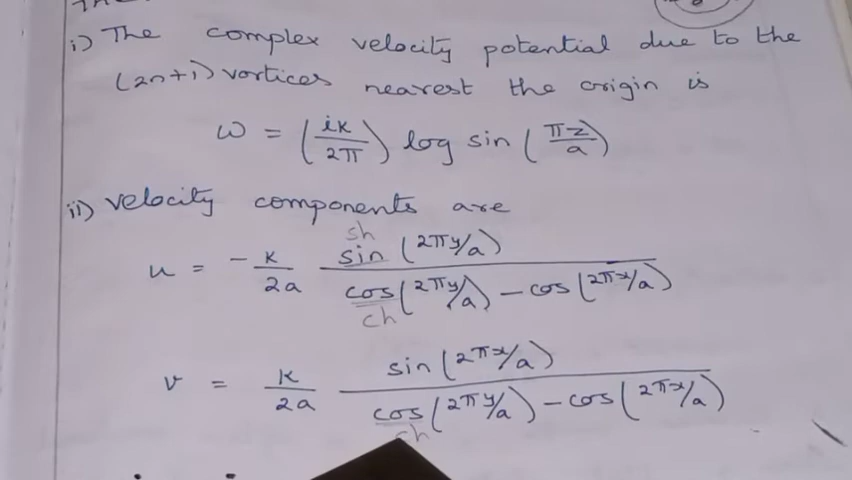 i) The complex velocity potential due to the
(2n+1) vortices nearest the origin is
w = (ik/2π) log sin (πz/a)
ii) velocity components are
sh
u = -k/2a sin (2πy/a) / cos (2πy/a) - cos (2πx/a)
ch
v = k/2a sin (2πx/a) / cos (2πy/a) - cos (2πx/a)
ch